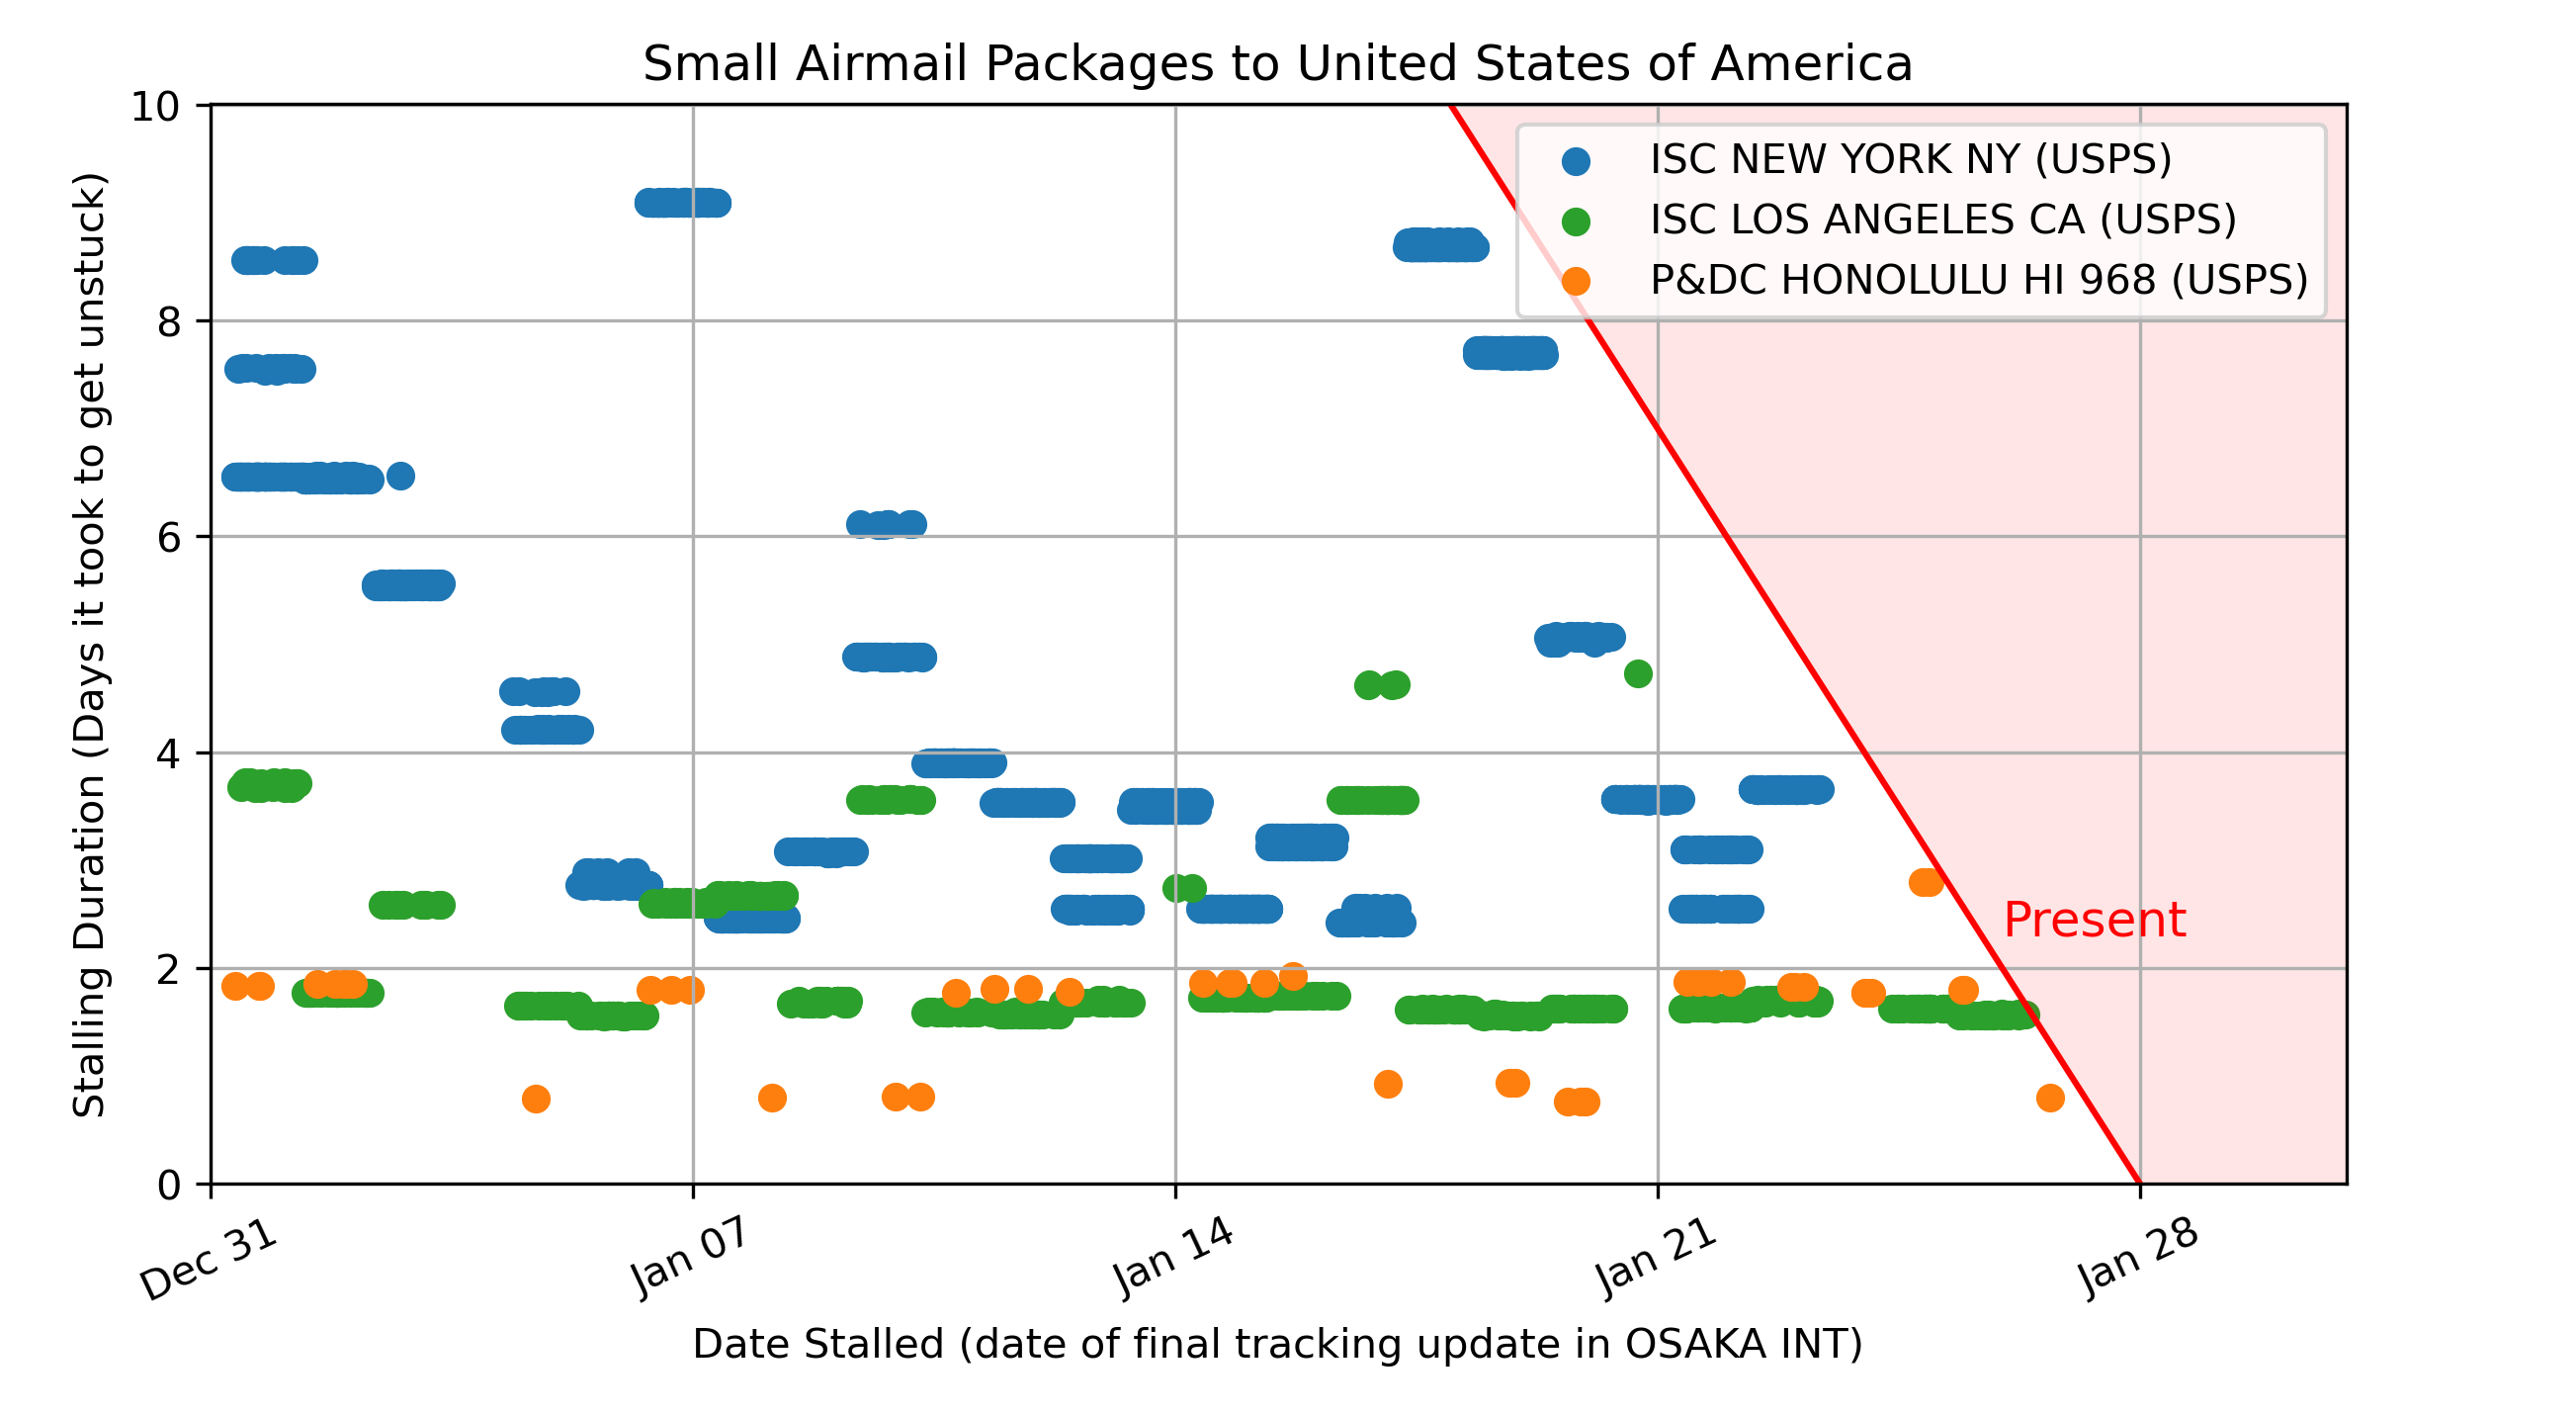 Small Airmail Packages to United States of America
Stalling Duration (Days it took to get unstuck)
10
8
6
4
2
0
ISC NEW YORK NY (USPS)
ISC LOS ANGELES CA (USPS)
P&DC HONOLULU HI 968 (USPS)
Present
Dec 31
Jan 07
Jan 14
Jan 21
Jan 28
Date Stalled (date of final tracking update in OSAKA INT)